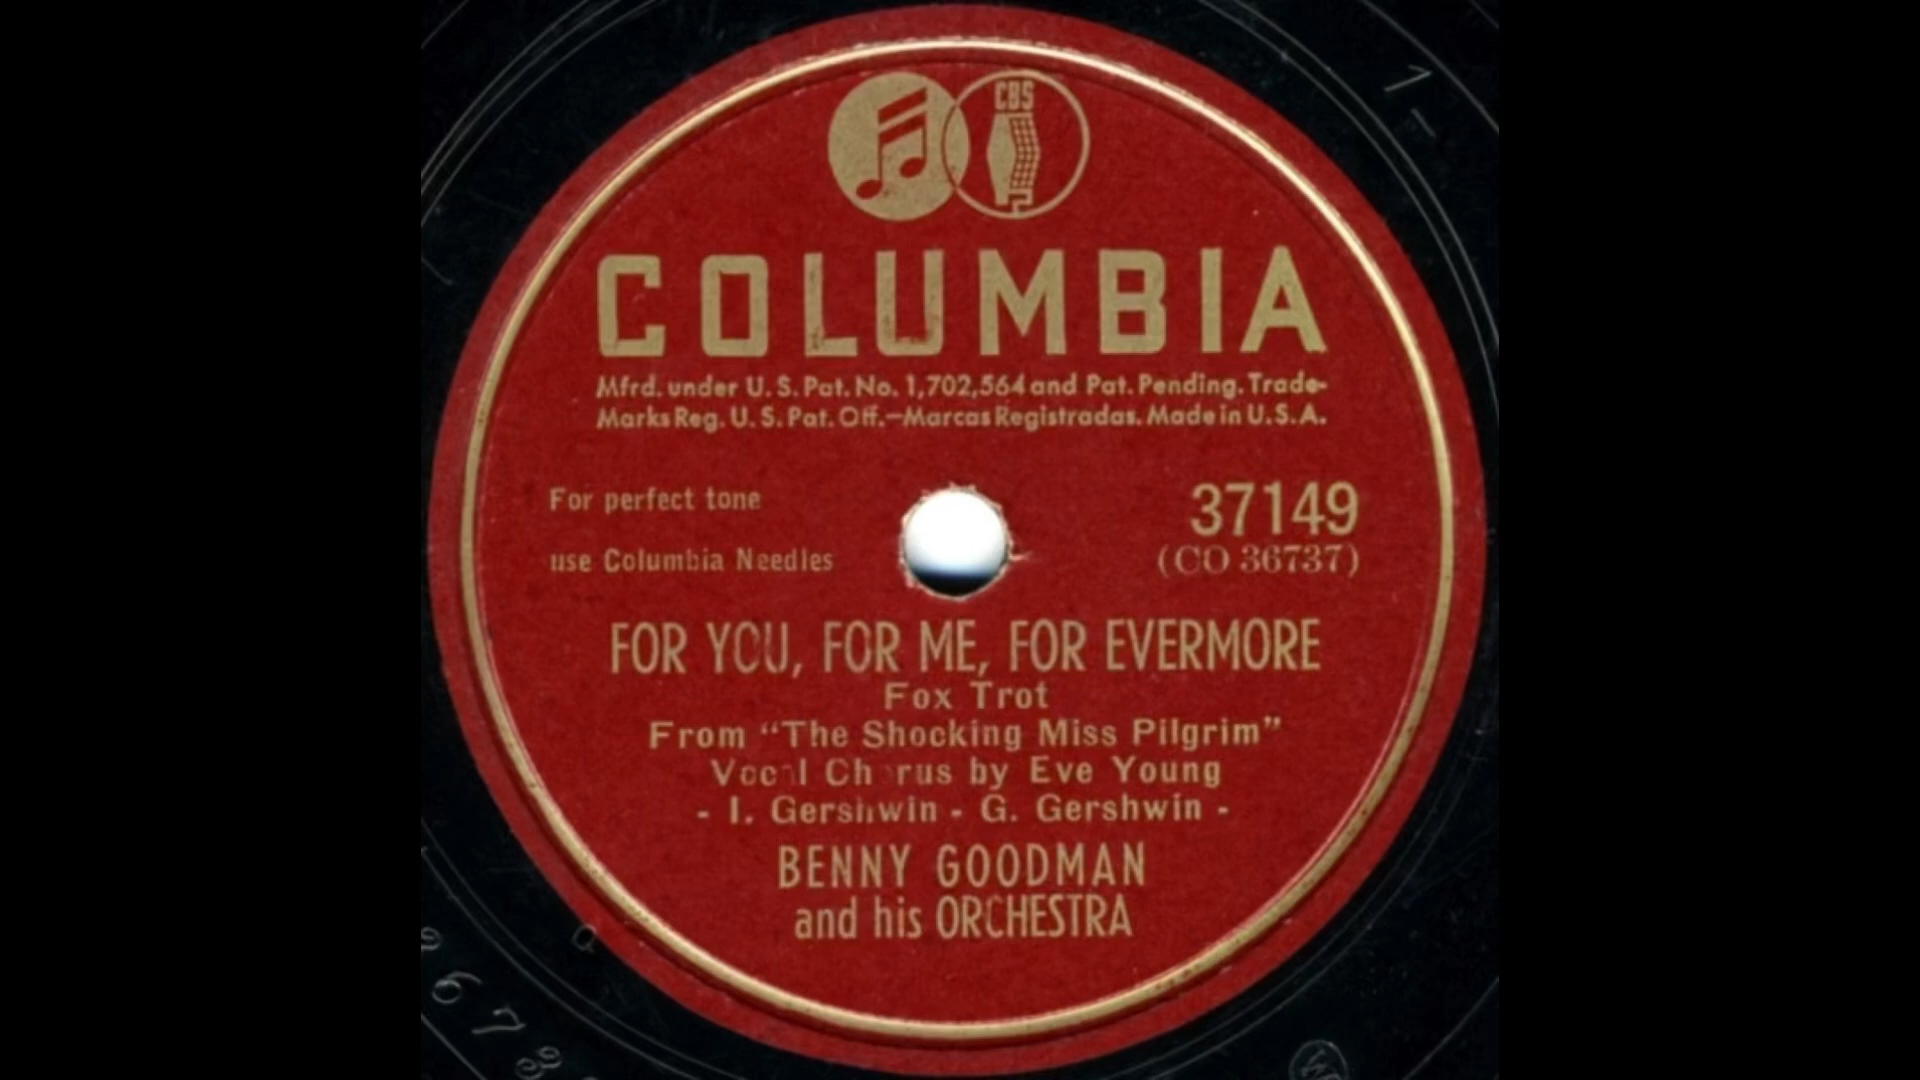 CBS
COLUMBIA
Mfrd. under U.S. Pat. No. 1,702,564 and Pat. Pending. Trade-
Marks Reg. U.S. Pat. Off.—Marcas Registradas. Made in U.S.A.
For perfect tone
use Columbia Needles
37149
(CO 36737)
FOR YOU, FOR ME, FOR EVERMORE
Fox Trot
From “The Shocking Miss Pilgrim”
Vocal Chorus by Eve Young
- I. Gershwin - G. Gershwin -
BENNY GOODMAN
and his ORCHESTRA
1-